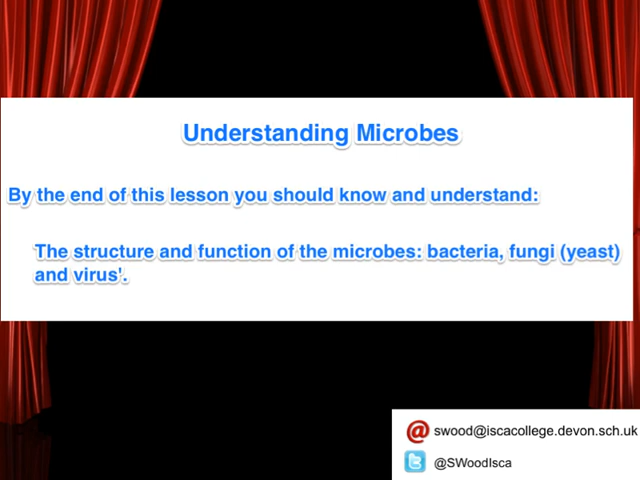 Understanding Microbes
By the end of this lesson you should know and understand:
The structure and function of the microbes: bacteria, fungi (yeast)
and virus'.
@ swood@iscacollege.devon.sch.uk
@SWoodIsca